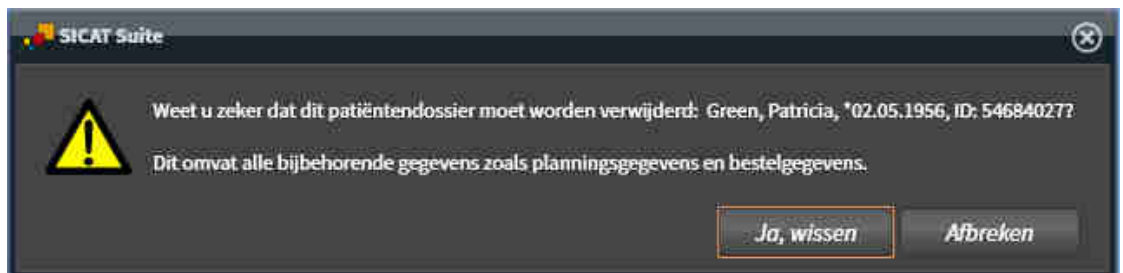 SICAT Suite
Weet u zeker dat dit patiëntendossier moet worden verwijderd: Green, Patricia, *02.05.1956, ID: 54684027?
Dit omvat alle bijbehorende gegevens zoals planningsgegevens en bestelgegevens.
Ja, wissen Afbreken